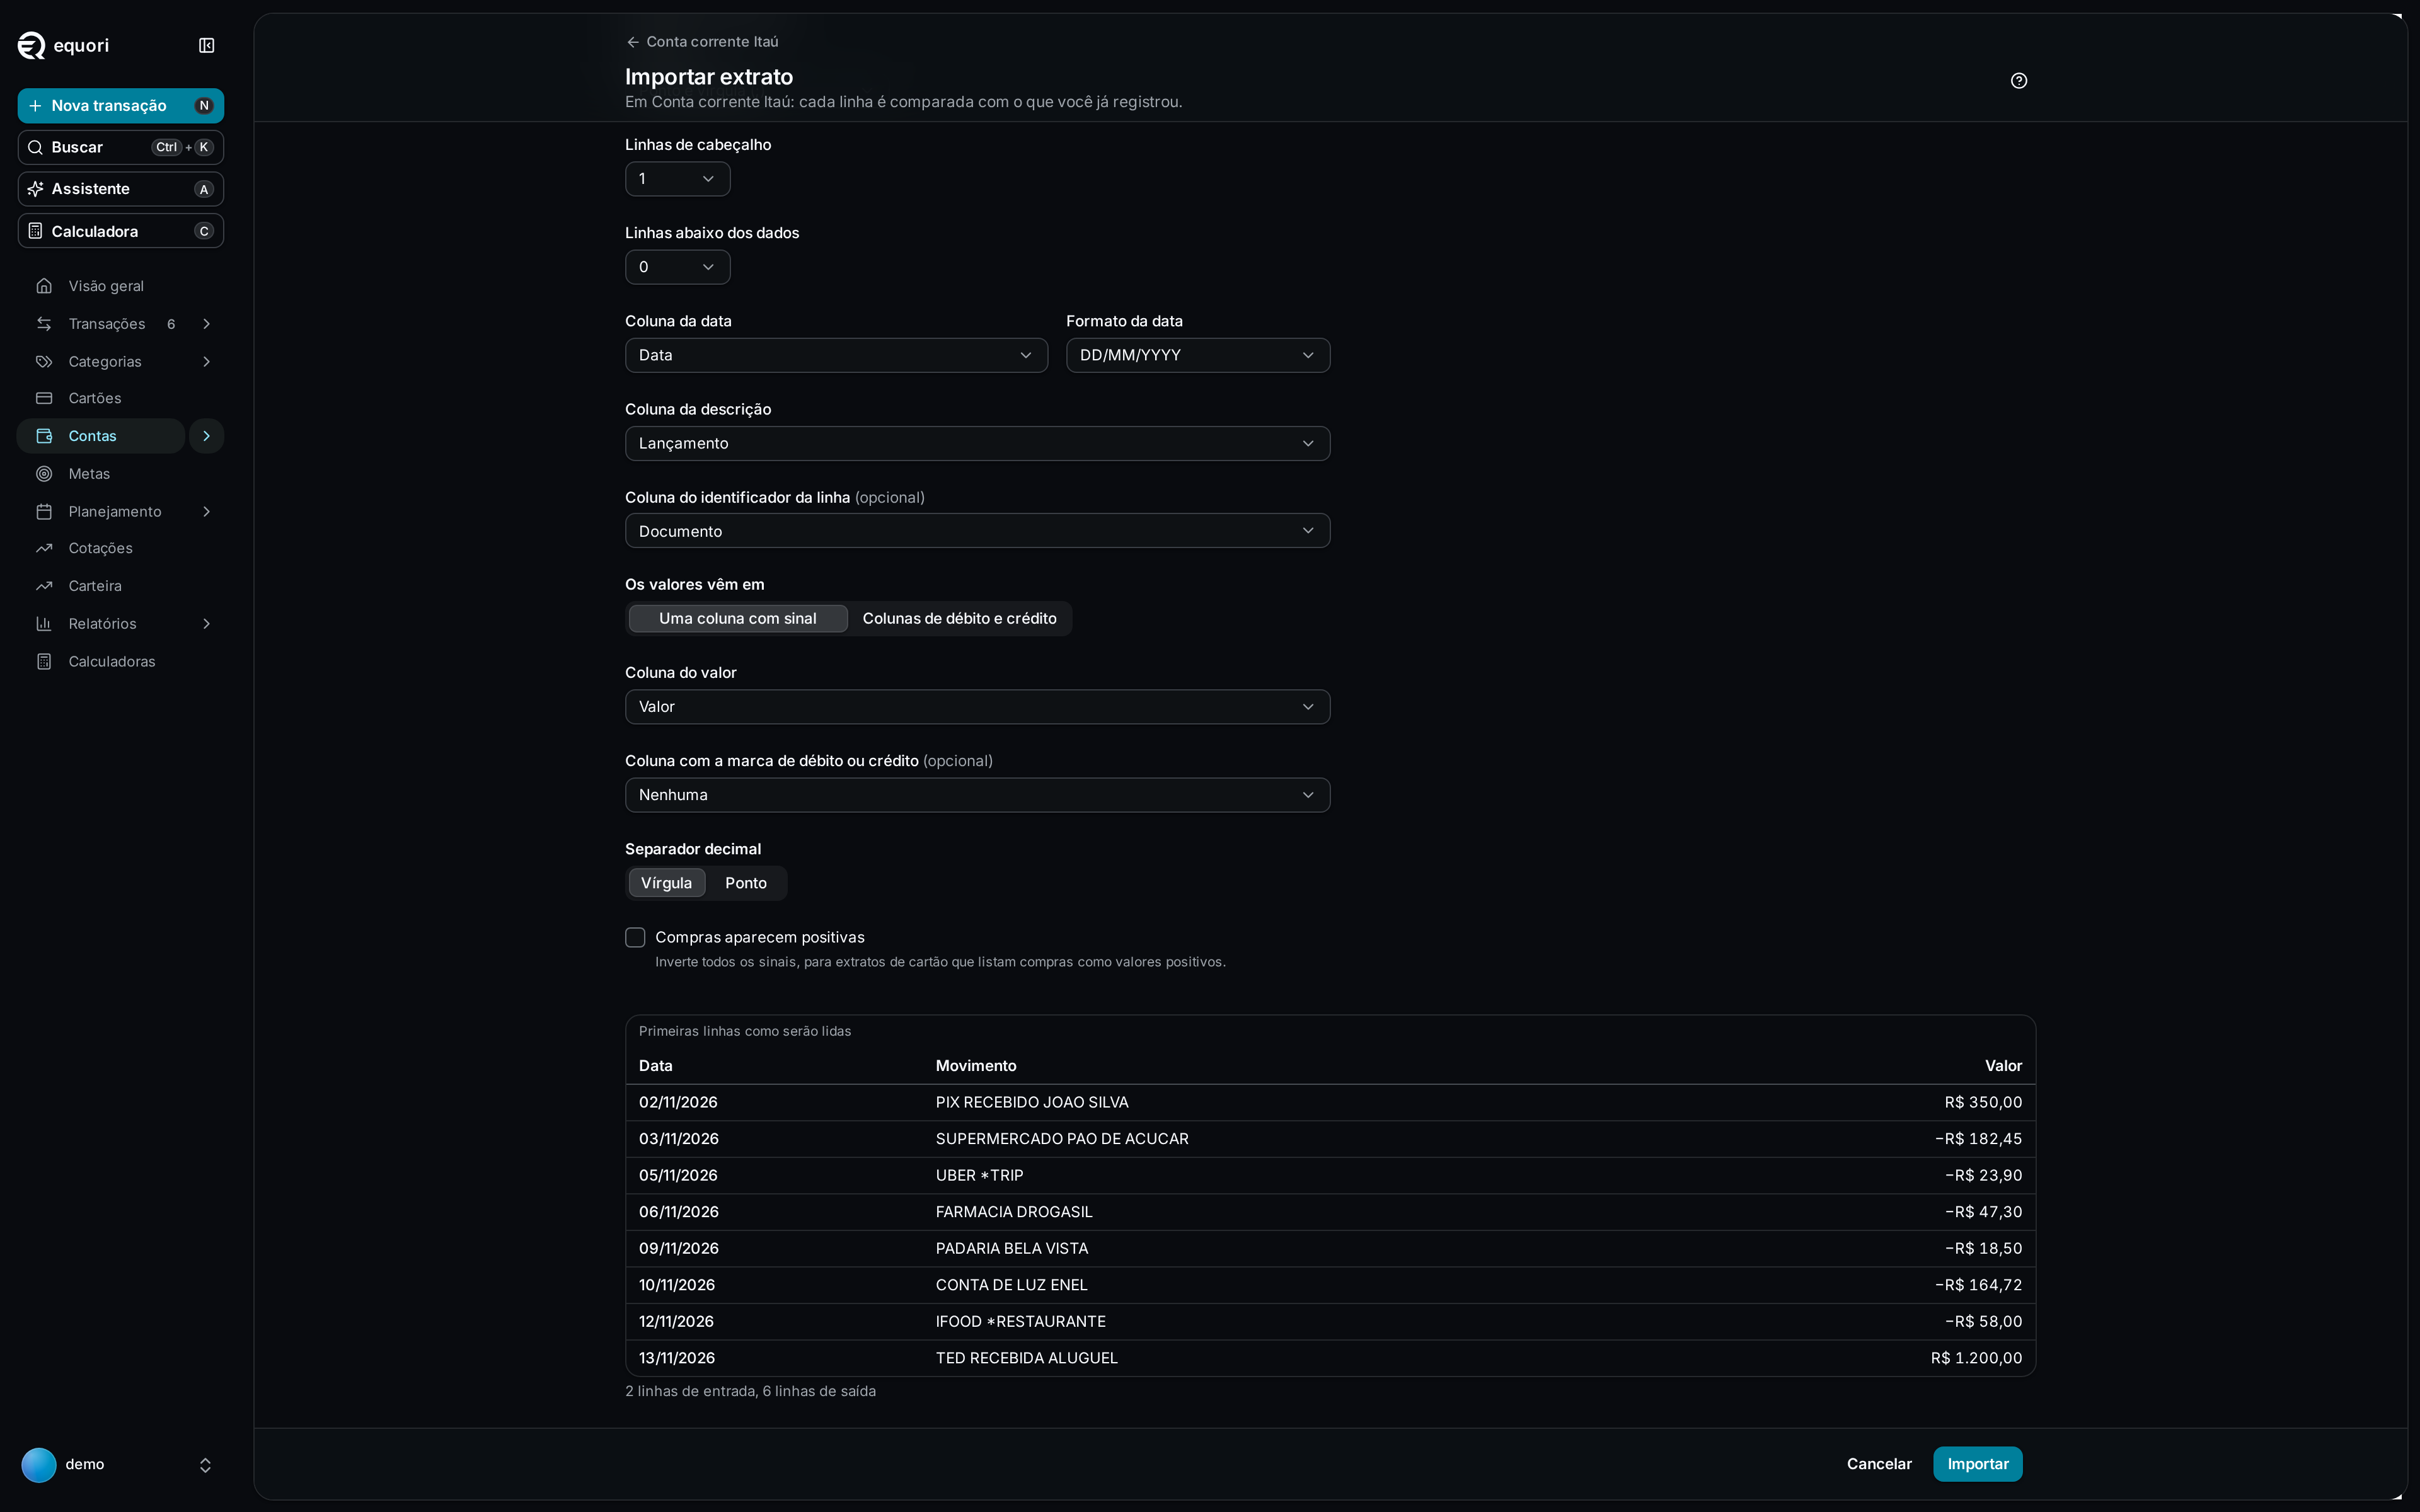 equori
Nova transação N
Buscar Ctrl + K
Assistente A
Calculadora C
Visão geral
Transações 6
Categorias
Cartões
Contas
Metas
Planejamento
Cotações
Carteira
Relatórios
Calculadoras
demo
Conta corrente Itaú
Importar extrato
Em Conta corrente Itaú: cada linha é comparada com o que você já registrou.
Linhas de cabeçalho
1
Linhas abaixo dos dados
0
Coluna da data Formato da data
Data DD/MM/YYYY
Coluna da descrição
Lançamento
Coluna do identificador da linha (opcional)
Documento
Os valores vêm em
Uma coluna com sinal Colunas de débito e crédito
Coluna do valor
Valor
Coluna com a marca de débito ou crédito (opcional)
Nenhuma
Separador decimal
Vírgula Ponto
Compras aparecem positivas
Inverte todos os sinais, para extratos de cartão que listam compras como valores positivos.
Primeiras linhas como serão lidas
Data Movimento Valor
02/11/2026 PIX RECEBIDO JOAO SILVA R$ 350,00
03/11/2026 SUPERMERCADO PAO DE ACUCAR −R$ 182,45
05/11/2026 UBER *TRIP −R$ 23,90
06/11/2026 FARMACIA DROGASIL −R$ 47,30
09/11/2026 PADARIA BELA VISTA −R$ 18,50
10/11/2026 CONTA DE LUZ ENEL −R$ 164,72
12/11/2026 IFOOD *RESTAURANTE −R$ 58,00
13/11/2026 TED RECEBIDA ALUGUEL R$ 1.200,00
2 linhas de entrada, 6 linhas de saída
Cancelar Importar